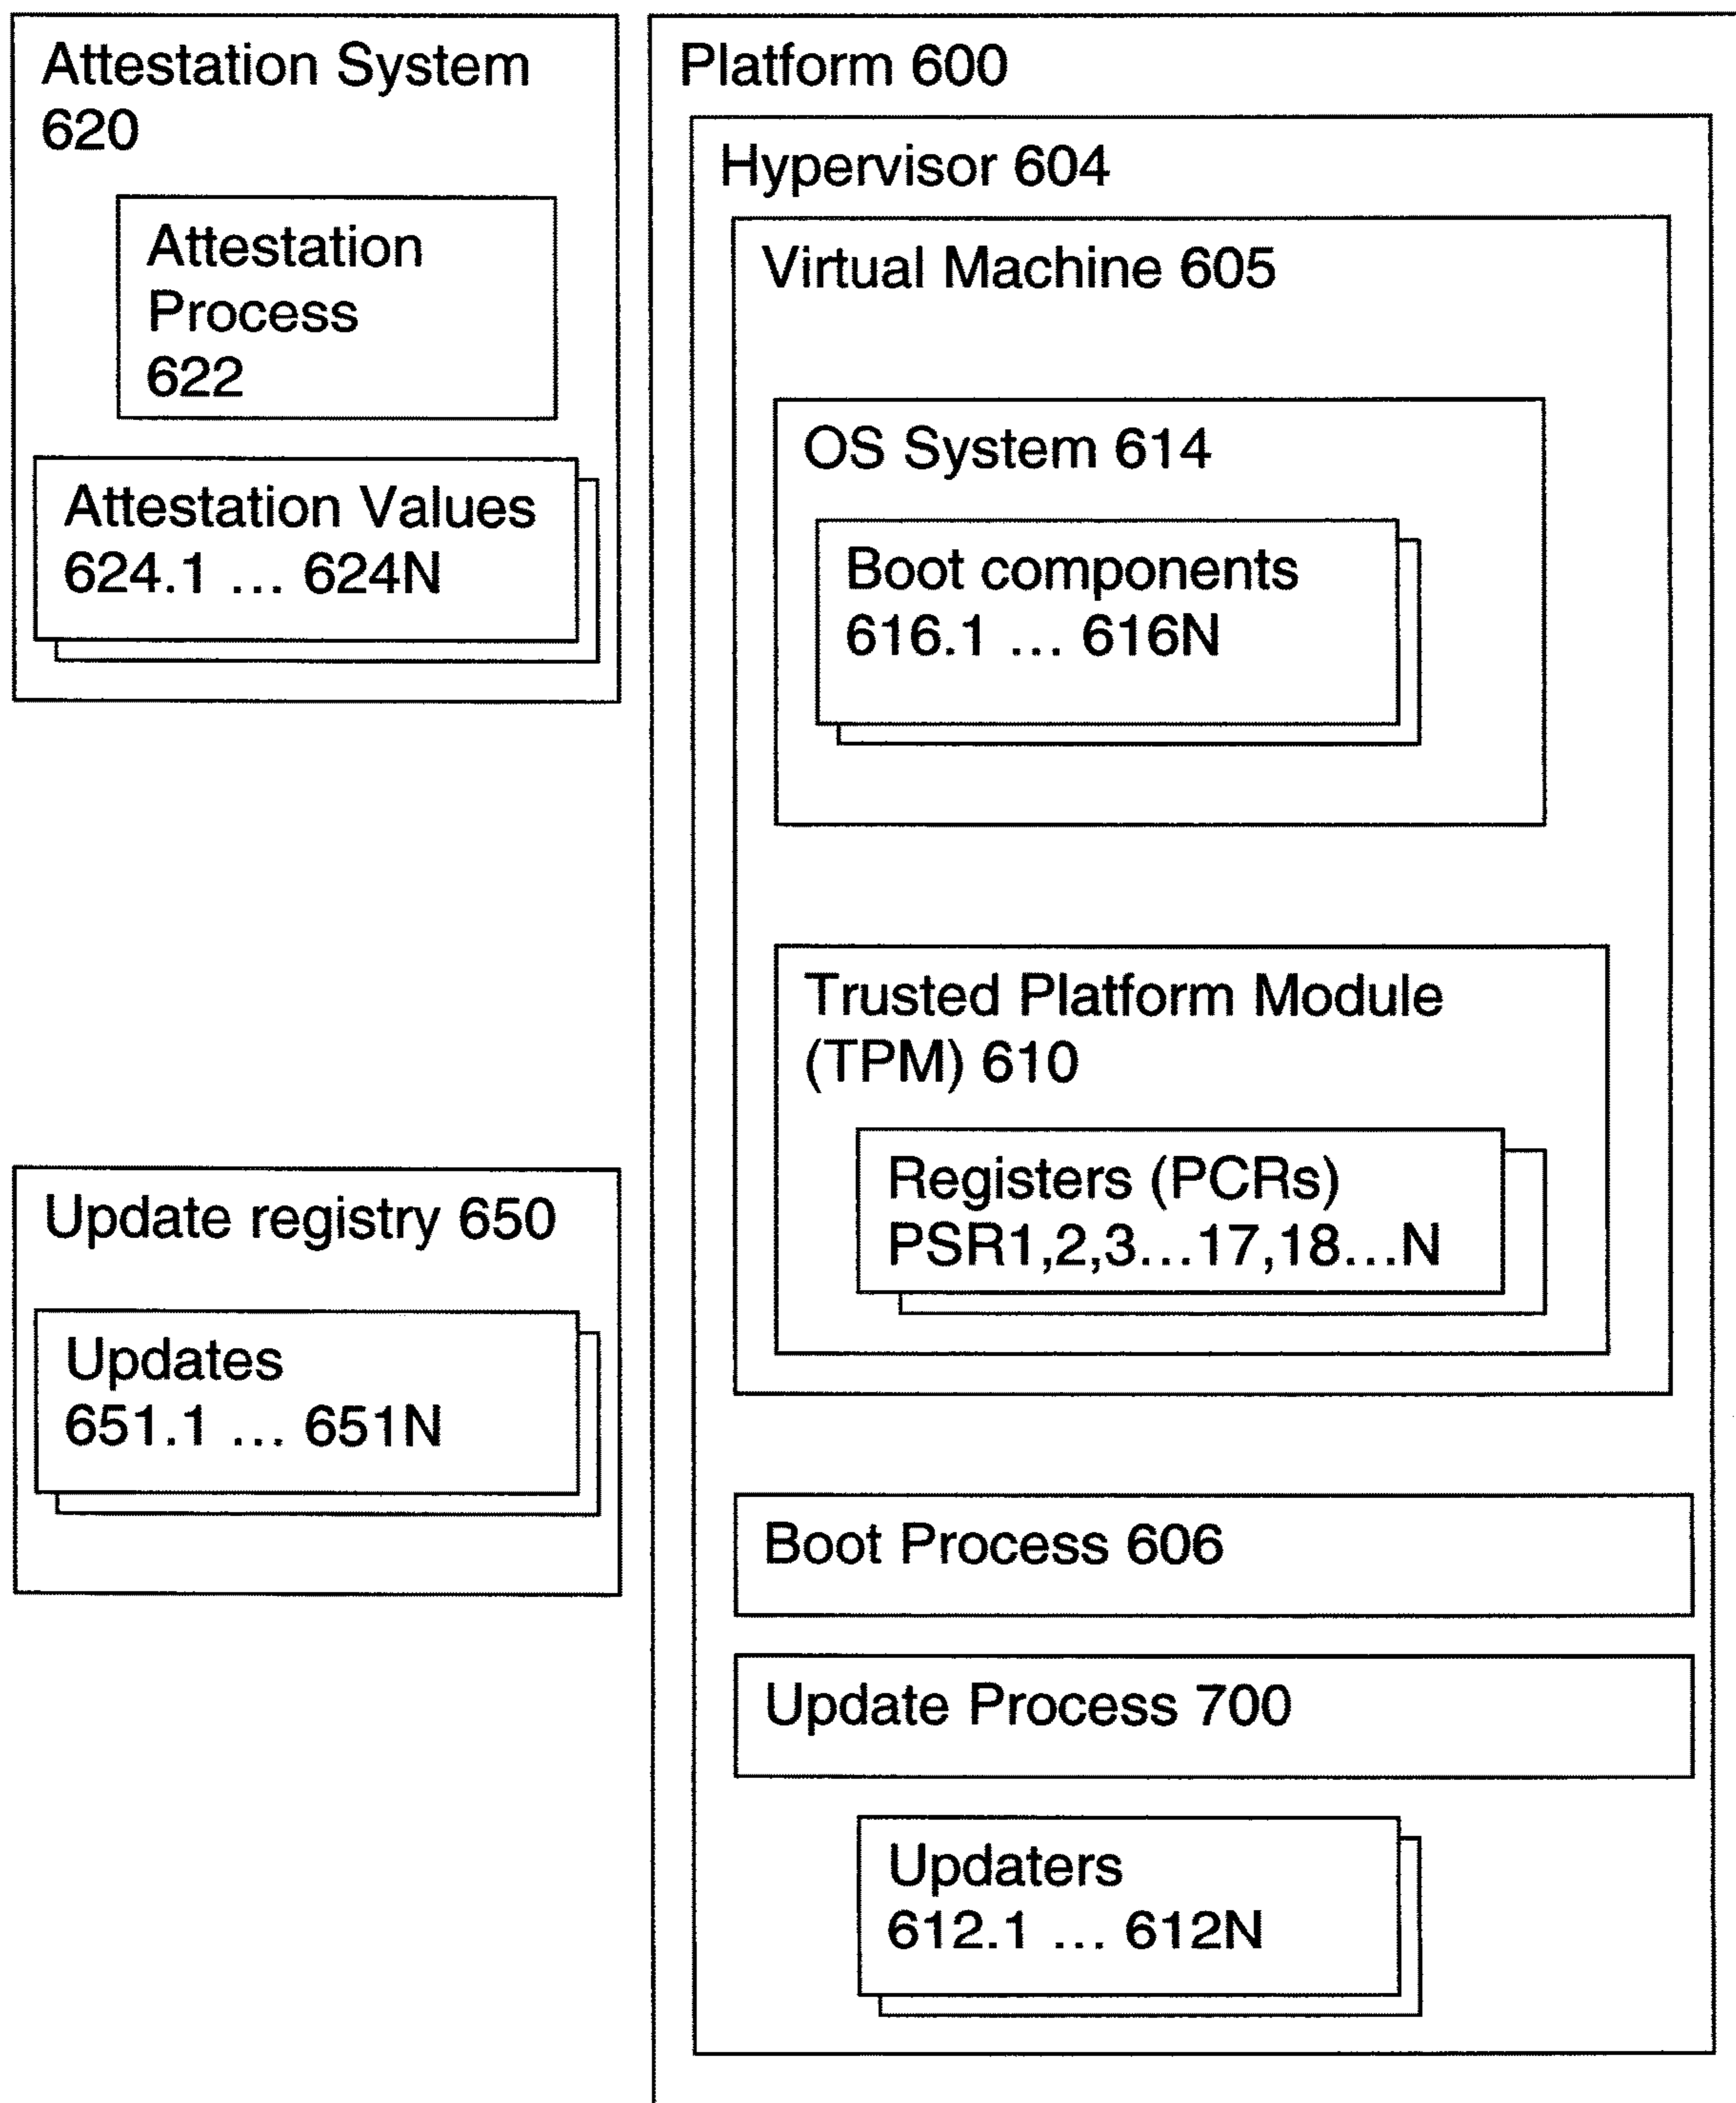 Attestation System
620
Attestation
Process
622
Attestation Values
624.1 ... 624N
Update registry 650
Updates
651.1 ... 651N
Platform 600
Hypervisor 604
Virtual Machine 605
OS System 614
Boot components
616.1 ... 616N
Trusted Platform Module
(TPM) 610
Registers (PCRs)
PSR1,2,3...17,18...N
Boot Process 606
Update Process 700
Updaters
612.1 ... 612N